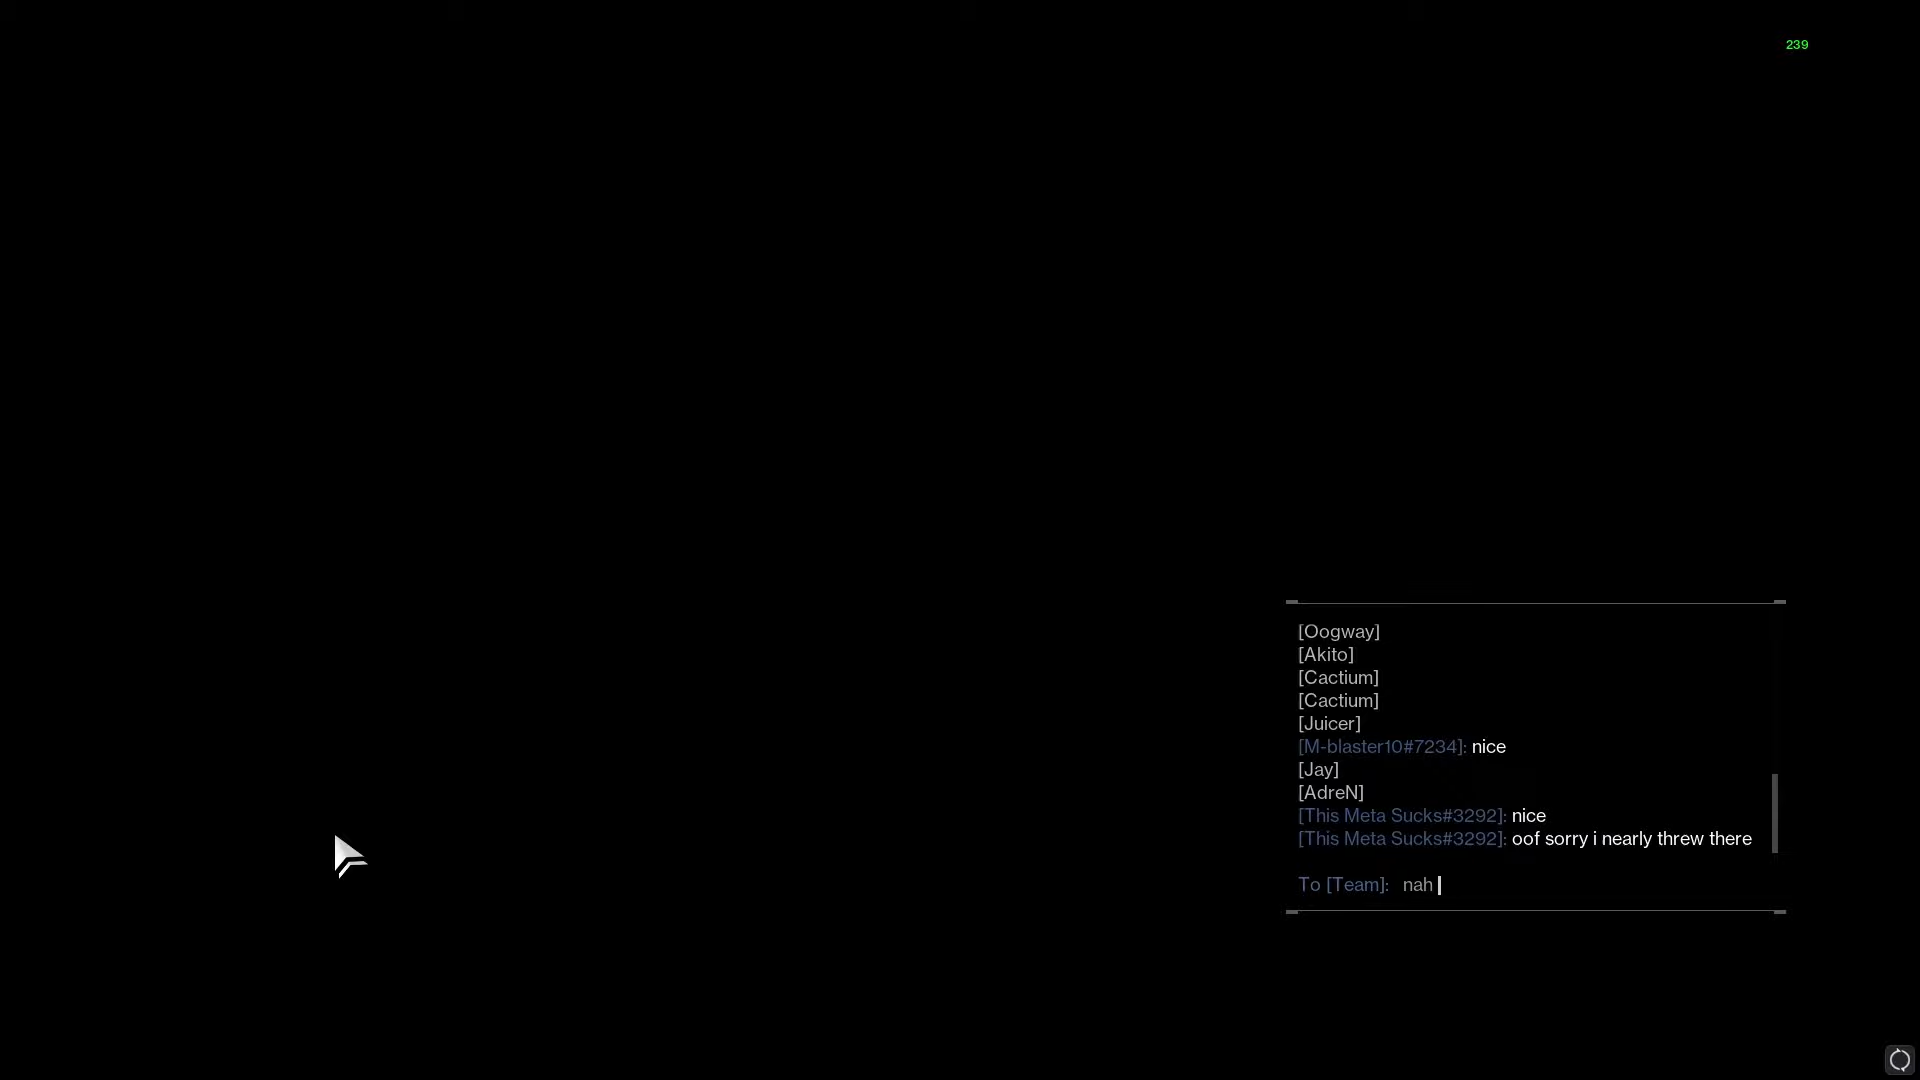 239
[Oogway]
[Akito]
[Cactium]
[Cactium]
[Juicer]
[M-blaster10#7234]: nice
[Jay]
[AdreN]
[This Meta Sucks#3292]: nice
[This Meta Sucks#3292]: oof sorry i nearly threw there
To [Team]: nah